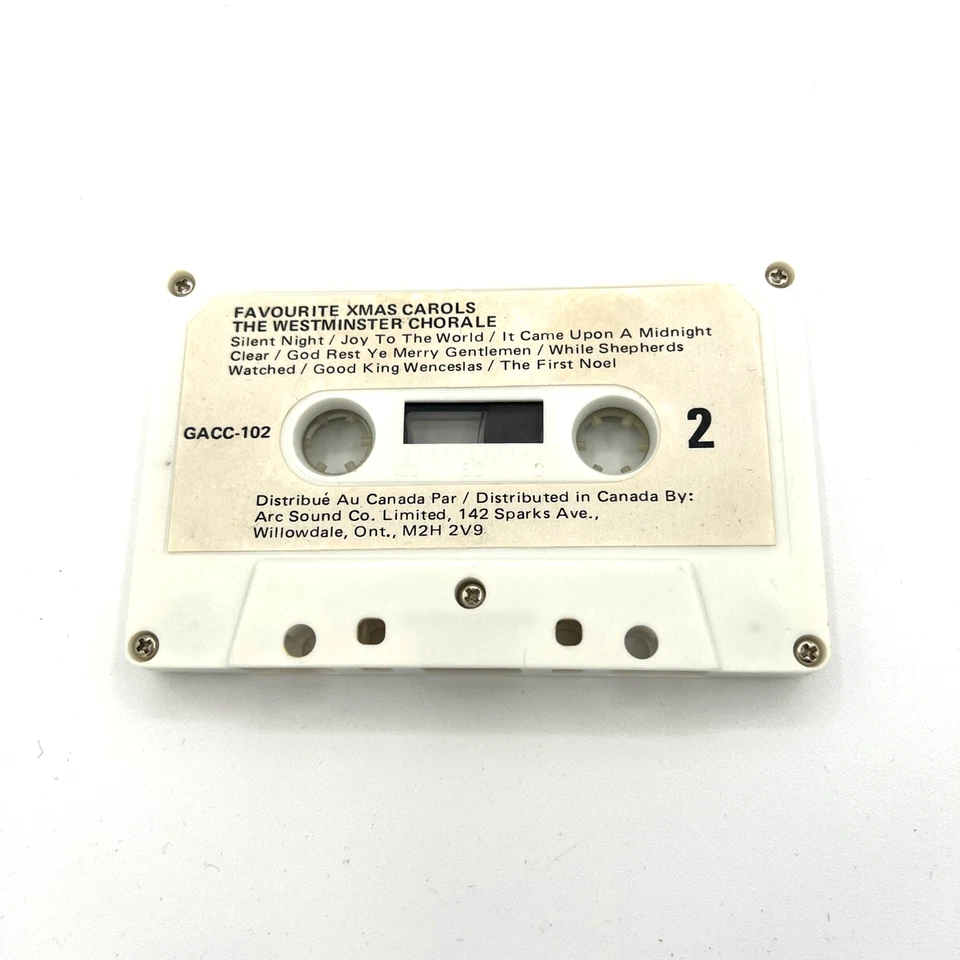 FAVOURITE XMAS CAROLS
THE WESTMINSTER CHORALE
Silent Night / Joy To The World / It Came Upon A Midnight
Clear / God Rest Ye Merry Gentlemen / While Shepherds
Watched / Good King Wenceslas / The First Noel
GACC-102
2
Distribué Au Canada Par / Distributed in Canada By:
Arc Sound Co. Limited, 142 Sparks Ave.,
Willowdale, Ont., M2H 2V9